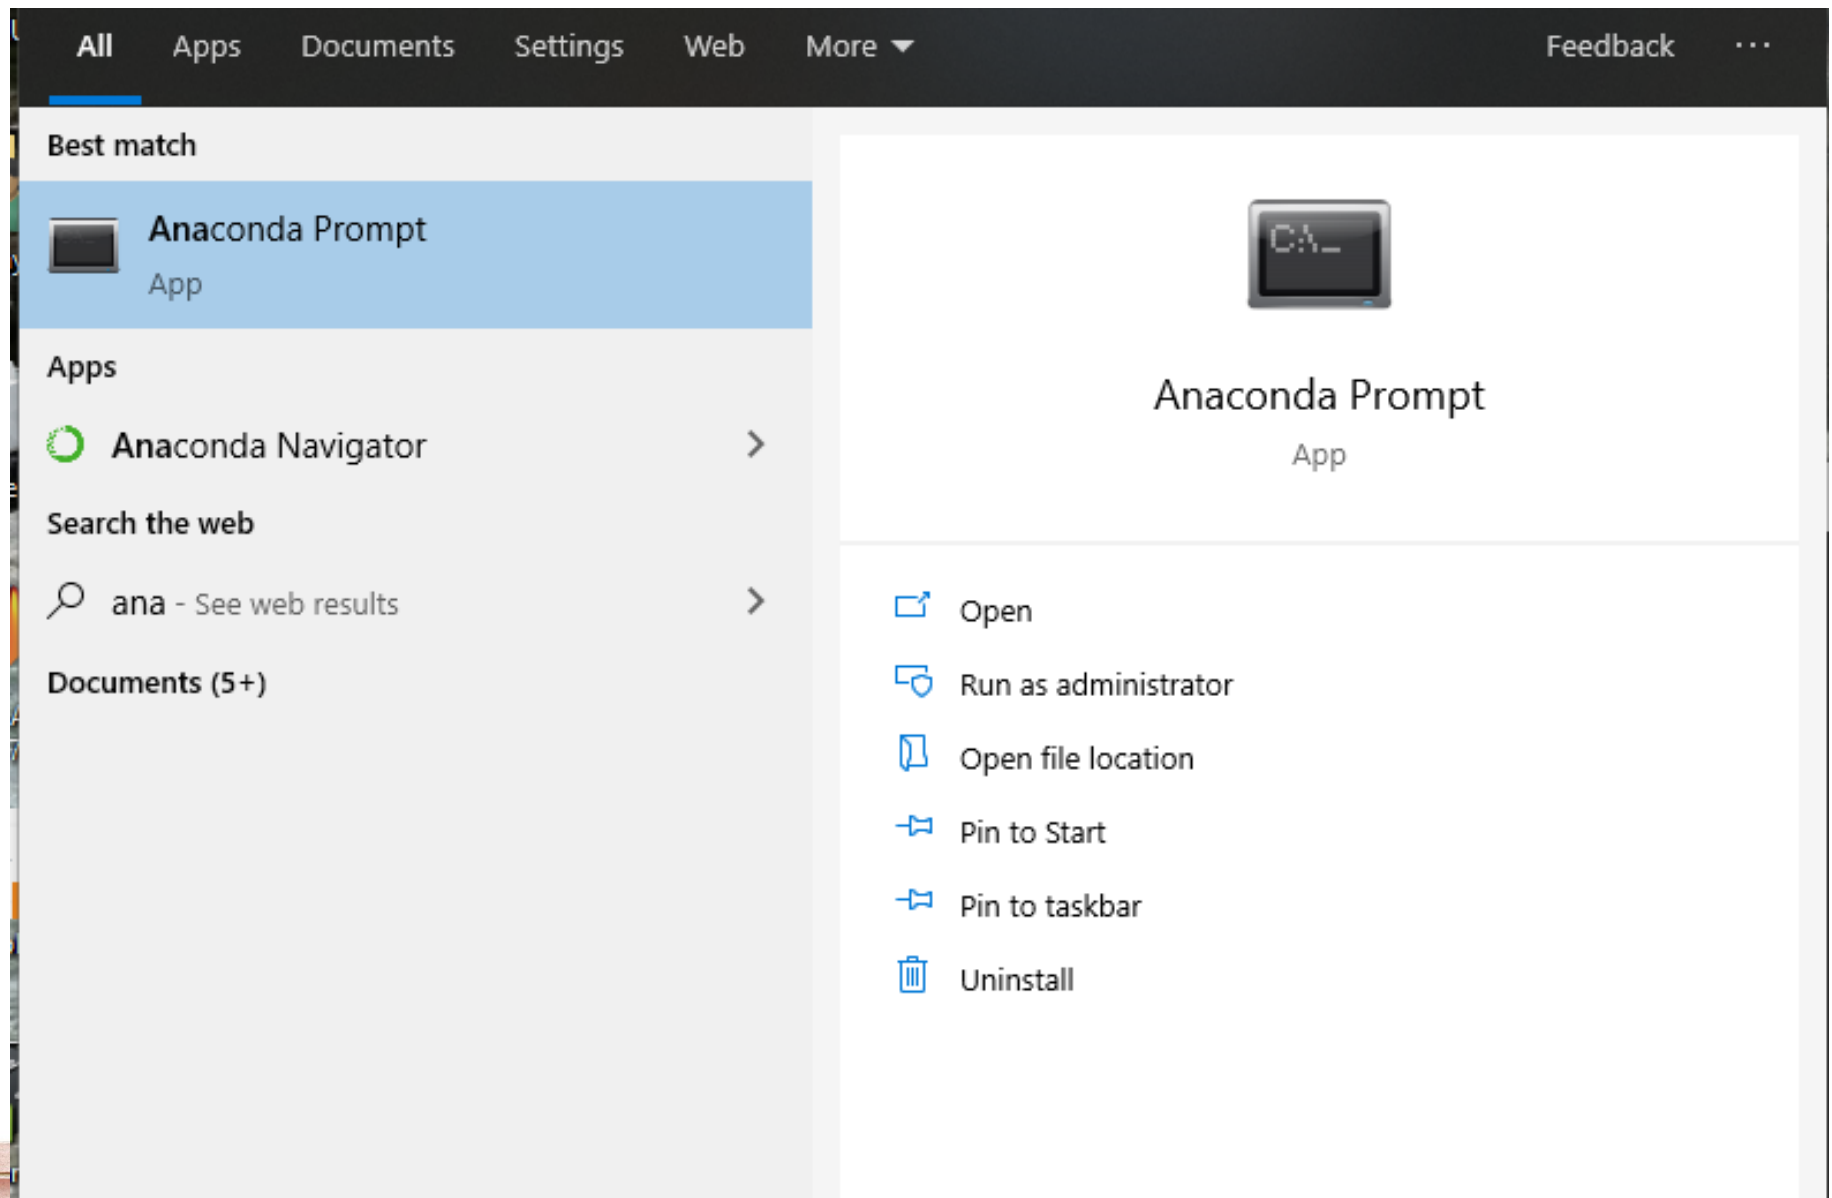 All Apps Documents Settings Web More Feedback ...
Best match
Anaconda Prompt
App
Apps
Anaconda Navigator
Search the web
ana - See web results
Documents (5+)
C:\_
Anaconda Prompt
App
Open
Run as administrator
Open file location
Pin to Start
Pin to taskbar
Uninstall